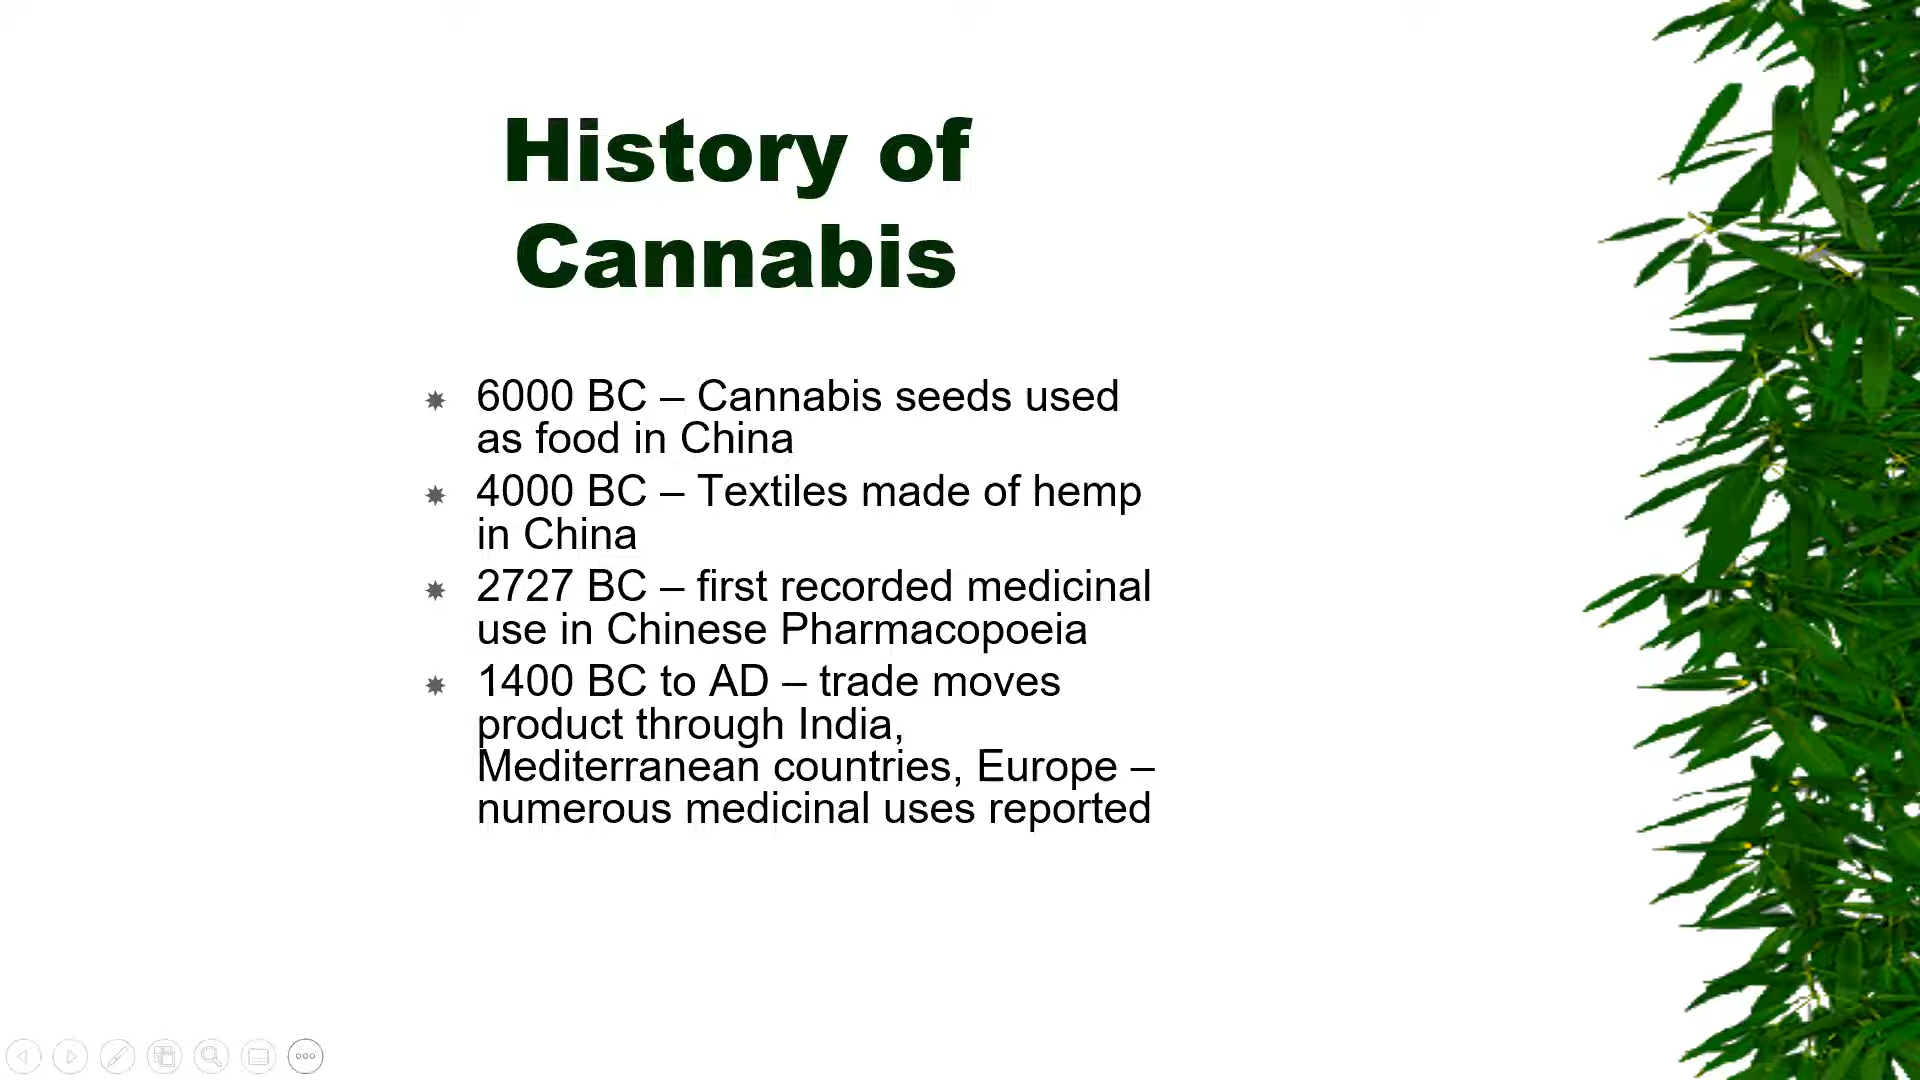 History of
Cannabis
6000 BC – Cannabis seeds used
as food in China
4000 BC – Textiles made of hemp
in China
2727 BC – first recorded medicinal
use in Chinese Pharmacopoeia
1400 BC to AD – trade moves
product through India,
Mediterranean countries, Europe –
numerous medicinal uses reported